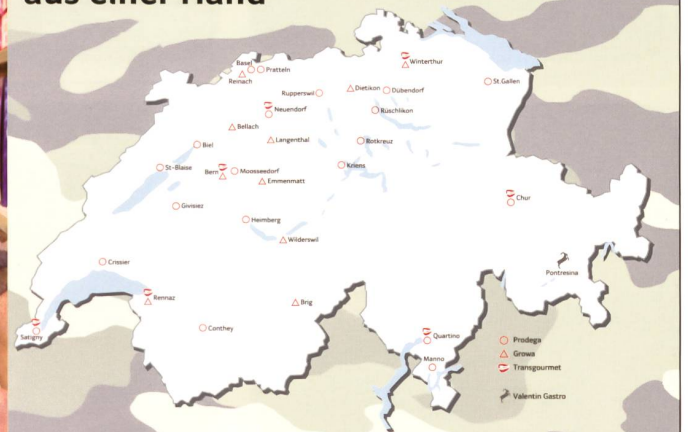 aus einer Hand
Winterthur
Basel
Pratteln
Reinach
St.Gallen
Dietikon
Dübendorf
Rupperswil
Neuendorf
Rüschlikon
Bellach
Langenthal
Rotkreuz
Biel
Kriens
St-Blaise
Bern
Moosseedorf
Emmenmatt
Chur
Givisiez
Heimberg
Wilderswil
Crissier
Pontresina
Rennaz
Brig
Conthey
Satigny
Quartino
Manno
Prodega
Growa
Transgourmet
Valentin Gastro